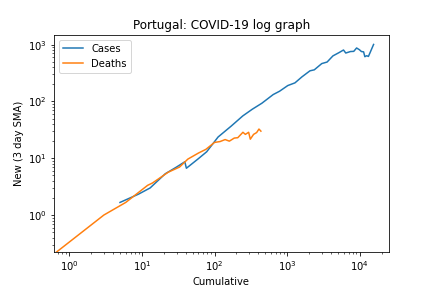 Portugal: COVID-19 log graph
Cases
Deaths
New (3 day SMA)
10³
10²
10¹
10⁰
10⁰ 10¹ 10² 10³ 10⁴
Cumulative